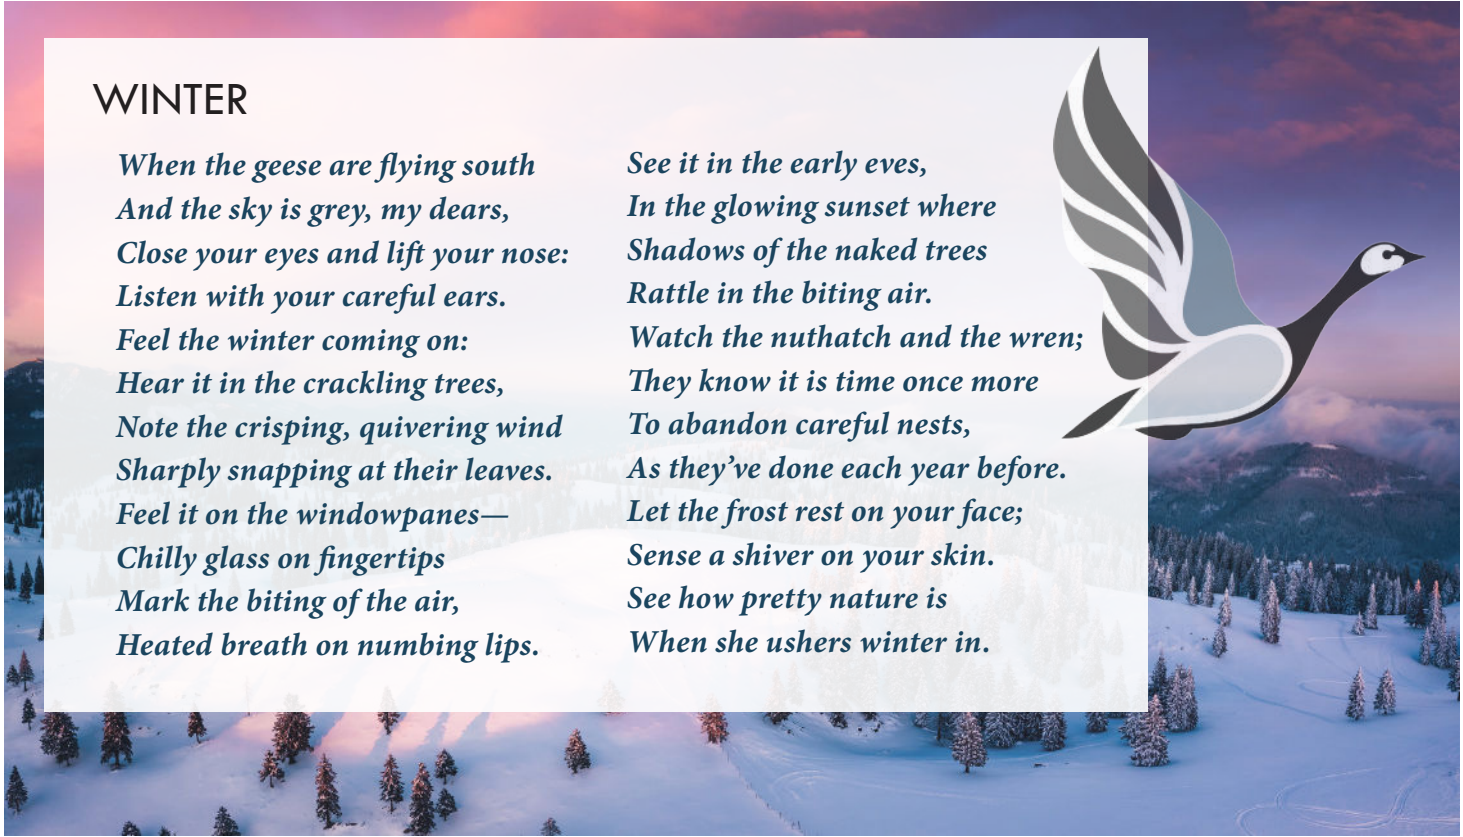 WINTER
When the geese are flying south
And the sky is grey, my dears,
Close your eyes and lift your nose:
Listen with your careful ears.
Feel the winter coming on:
Hear it in the crackling trees,
Note the crisping, quivering wind
Sharply snapping at their leaves.
Feel it on the windowpanes—
Chilly glass on fingertips
Mark the biting of the air,
Heated breath on numbing lips.
See it in the early eves,
In the glowing sunset where
Shadows of the naked trees
Rattle in the biting air.
Watch the nuthatch and the wren;
They know it is time once more
To abandon careful nests,
As they’ve done each year before.
Let the frost rest on your face;
Sense a shiver on your skin.
See how pretty nature is
When she ushers winter in.